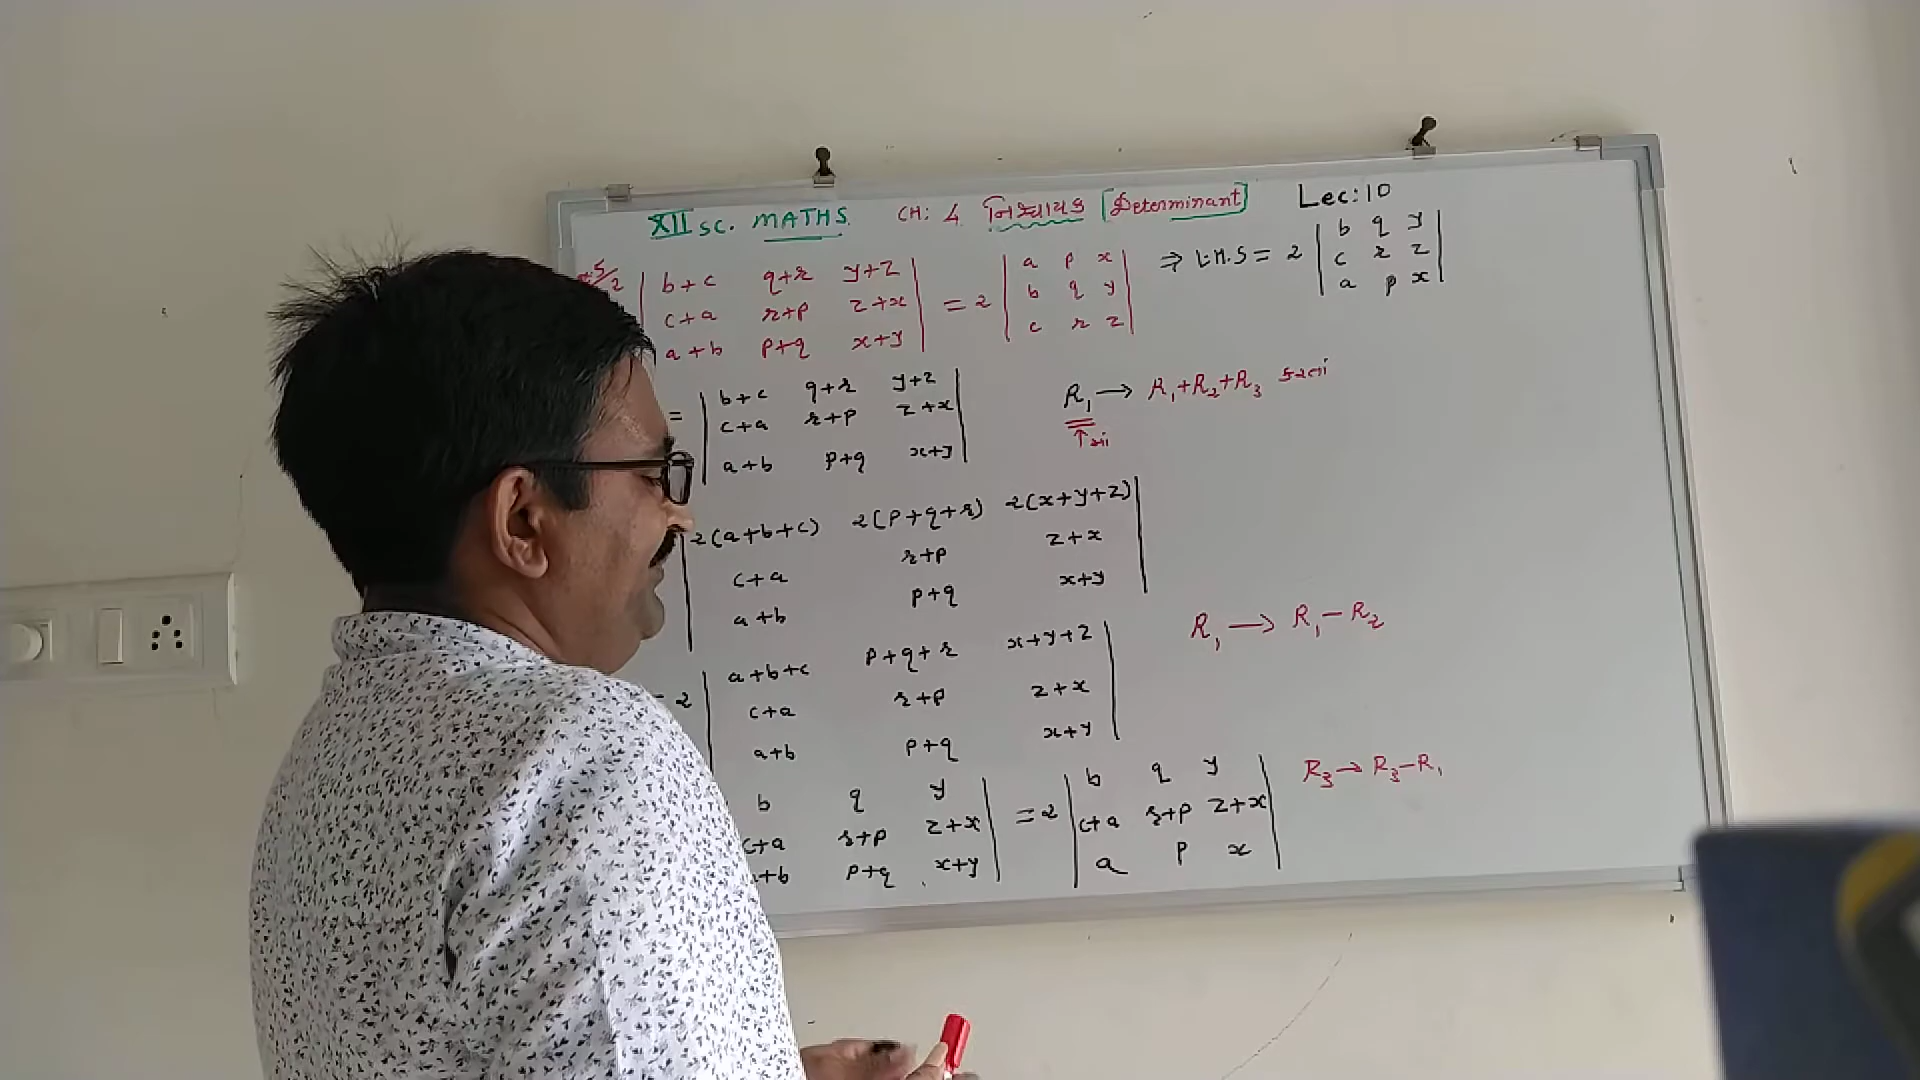 XII SC. MATHS. CH: 4 નિશ્ચાયક [Determinant] Lec:10
b+c q+r y+z
c+a r+p z+x
a+b p+q x+y
= 2
a p x
b q y
c r z
⇒ L.H.S = 2
b q y
c r z
a p x
=
b+c q+r y+z
c+a r+p z+x
a+b p+q x+y
R₁ → R₁+R₂+R₃ કરતાં
↑માં
2(a+b+c) 2(p+q+r) 2(x+y+z)
c+a r+p z+x
a+b p+q x+y
R₁ → R₁-R₂
= 2
a+b+c p+q+r x+y+z
c+a r+p z+x
a+b p+q x+y
b q y
c+a r+p z+x
+b p+q x+y
= 2
b q y
c+a r+p z+x
a p x
R₃ → R₃-R₁